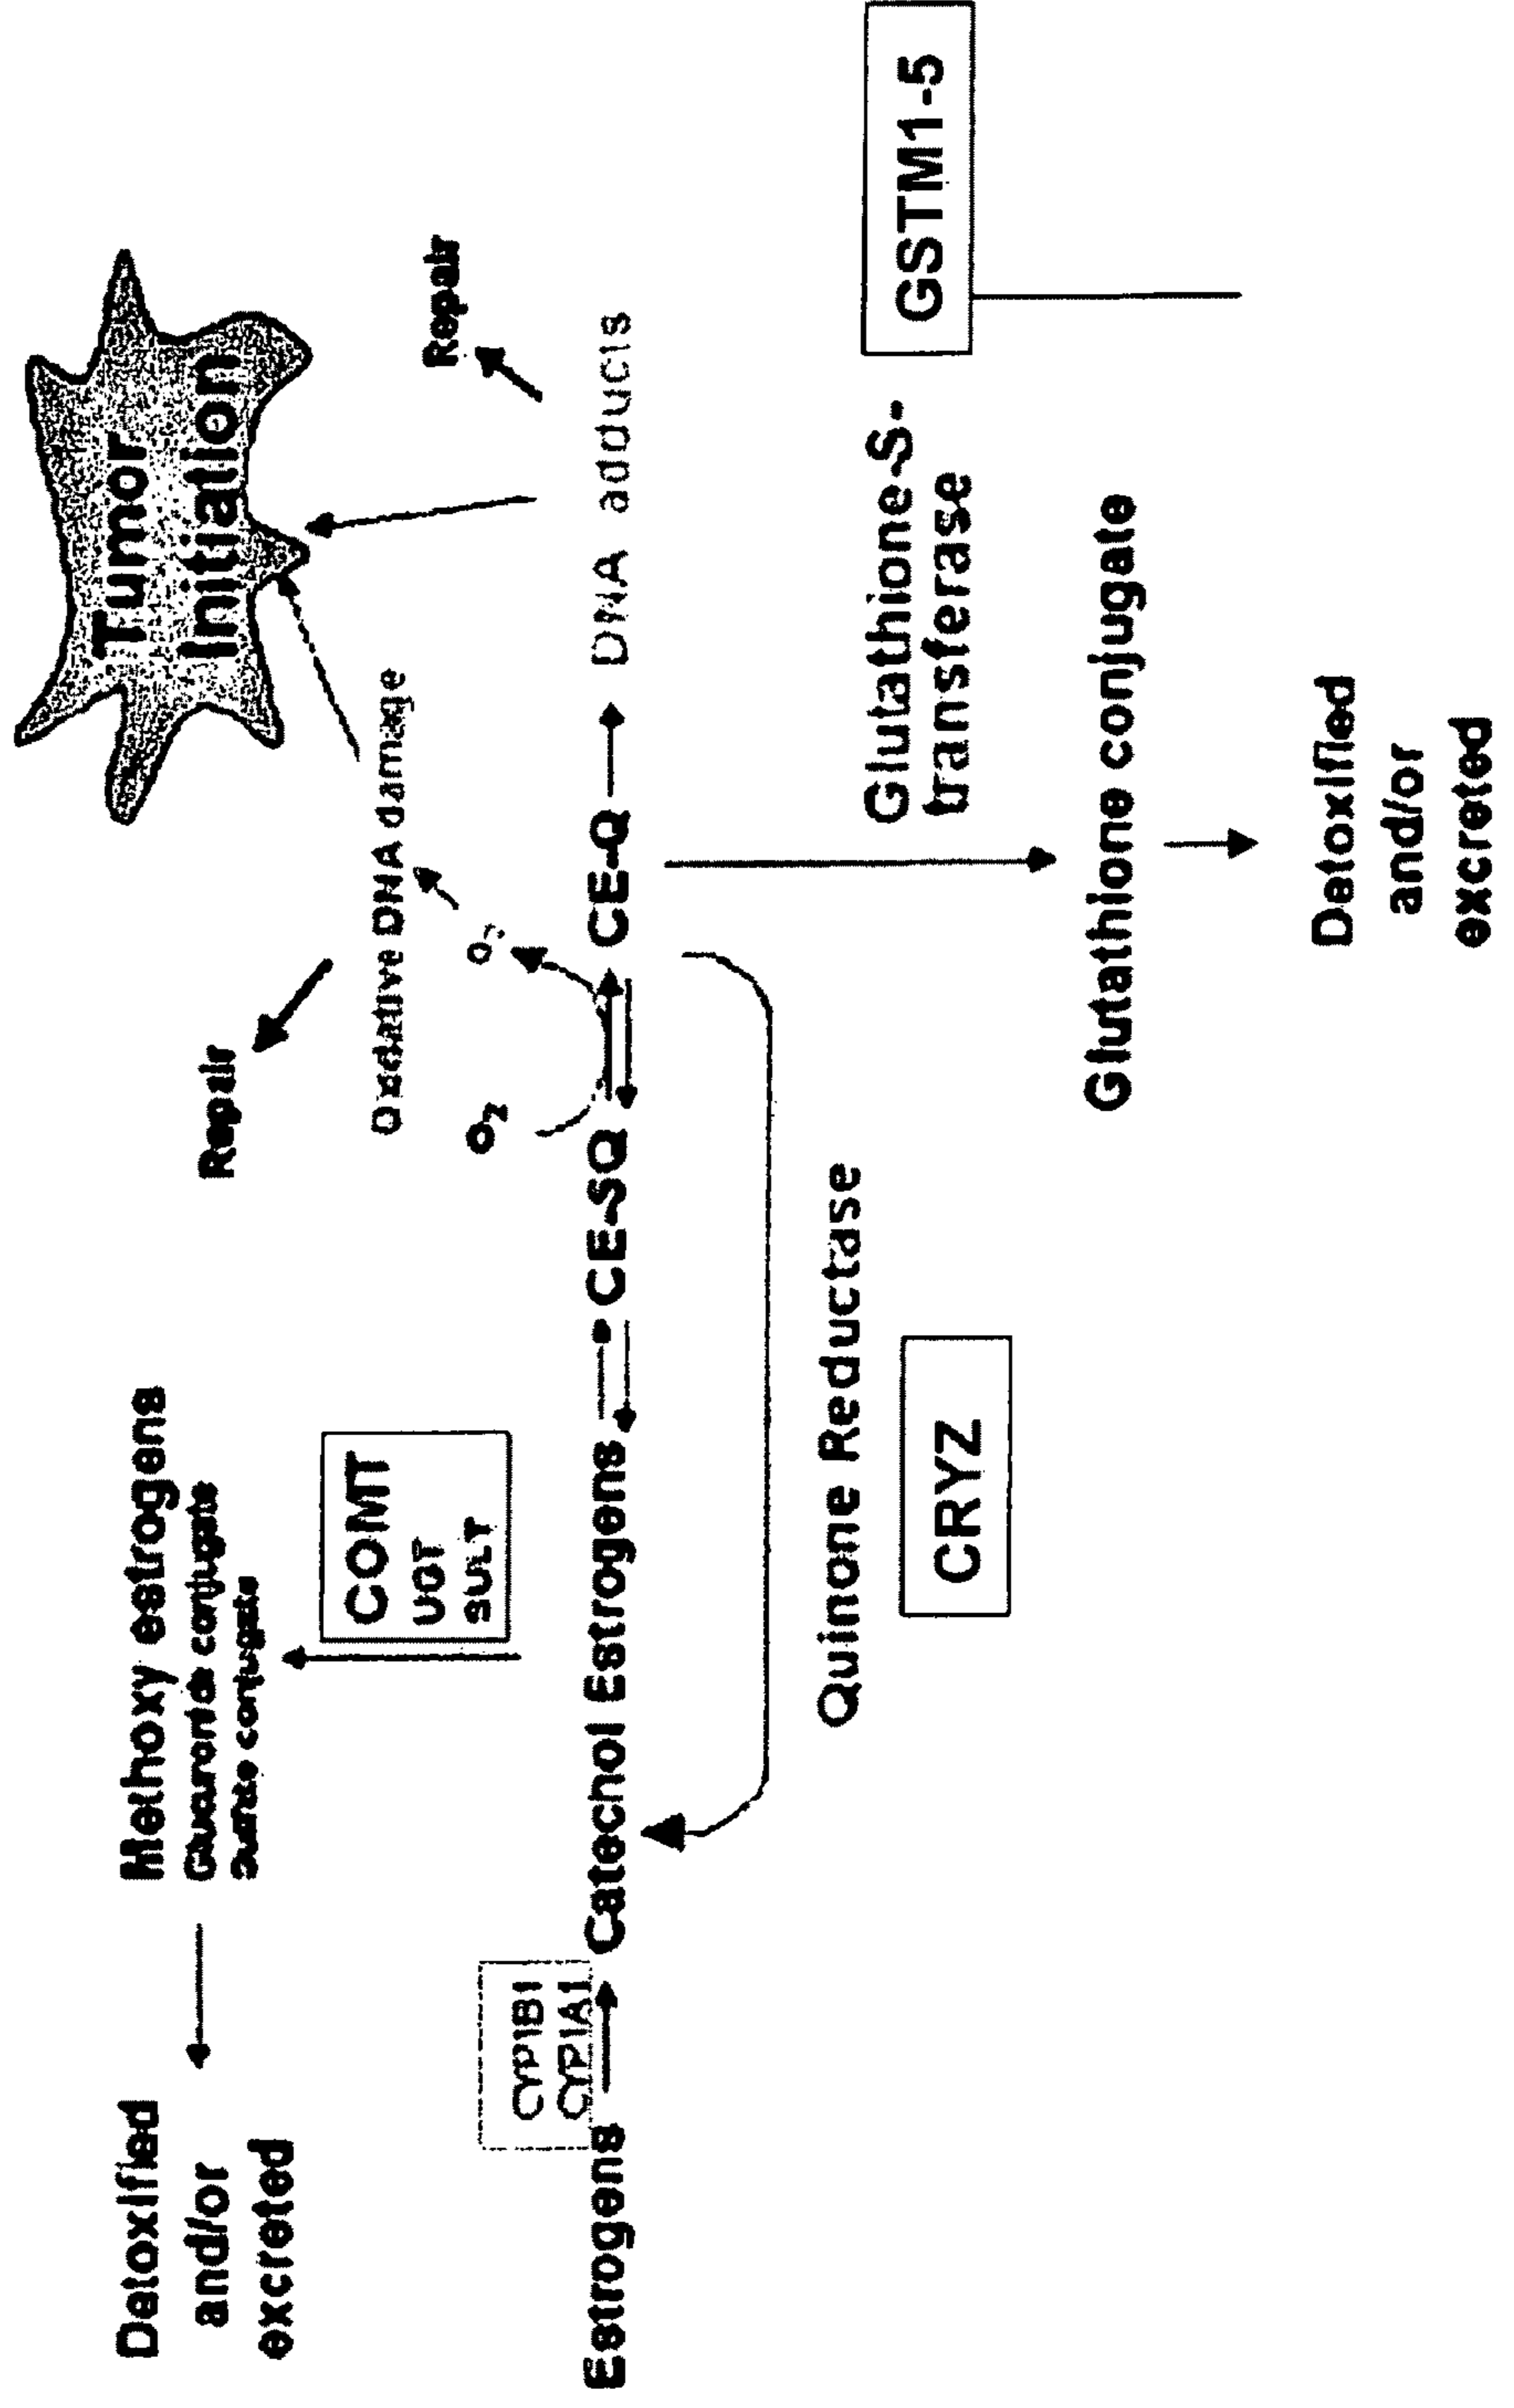 Tumor
Initiation
Repair
Repair
Oxidative DNA damage
Detoxified
and/or
excreted
Methoxy estrogens
Glucuronide conjugate
Sulfate conjugate
COMT
UGT
SULT
O2
CYP1B1
CYP1A1
Estrogens
Catechol Estrogens
CE-SQ
CE-Q
DNA adducts
Quinone Reductase
CRYZ
Glutathione-S-
transferase
GSTM1-5
Glutathione conjugate
Detoxified
and/or
excreted